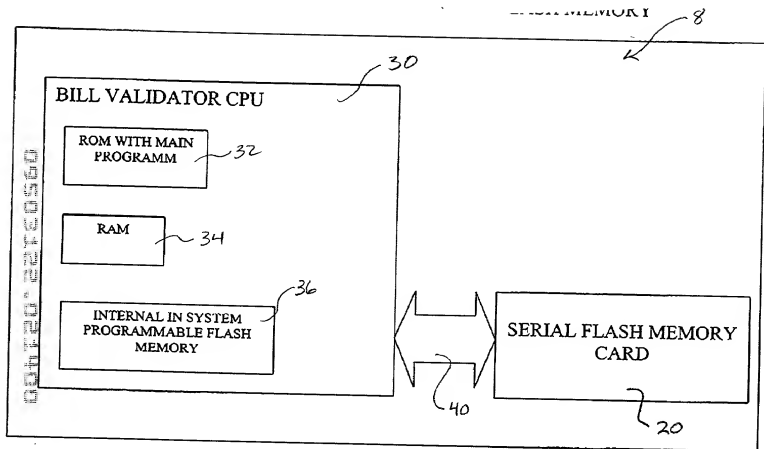 MEMORY
8
30
BILL VALIDATOR CPU
ROM WITH MAIN
PROGRAMM
32
RAM
34
36
INTERNAL IN SYSTEM
PROGRAMMABLE FLASH
MEMORY
SERIAL FLASH MEMORY
CARD
40
20